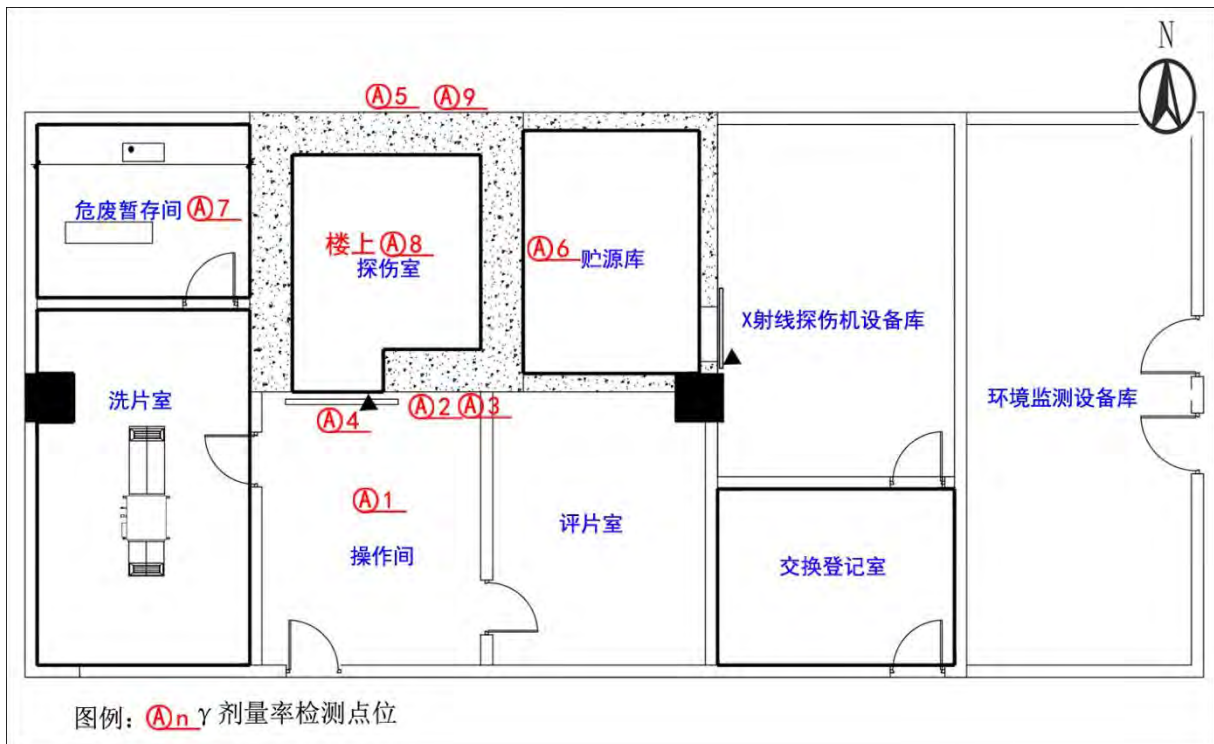 N
Ⓐ5 Ⓐ9
危废暂存间 Ⓐ7
楼上Ⓐ8
探伤室
Ⓐ6
贮源库
X射线探伤机设备库
洗片室
环境监测设备库
Ⓐ4
Ⓐ2 Ⓐ3
Ⓐ1
操作间
评片室
交换登记室
图例：Ⓐn γ剂量率检测点位